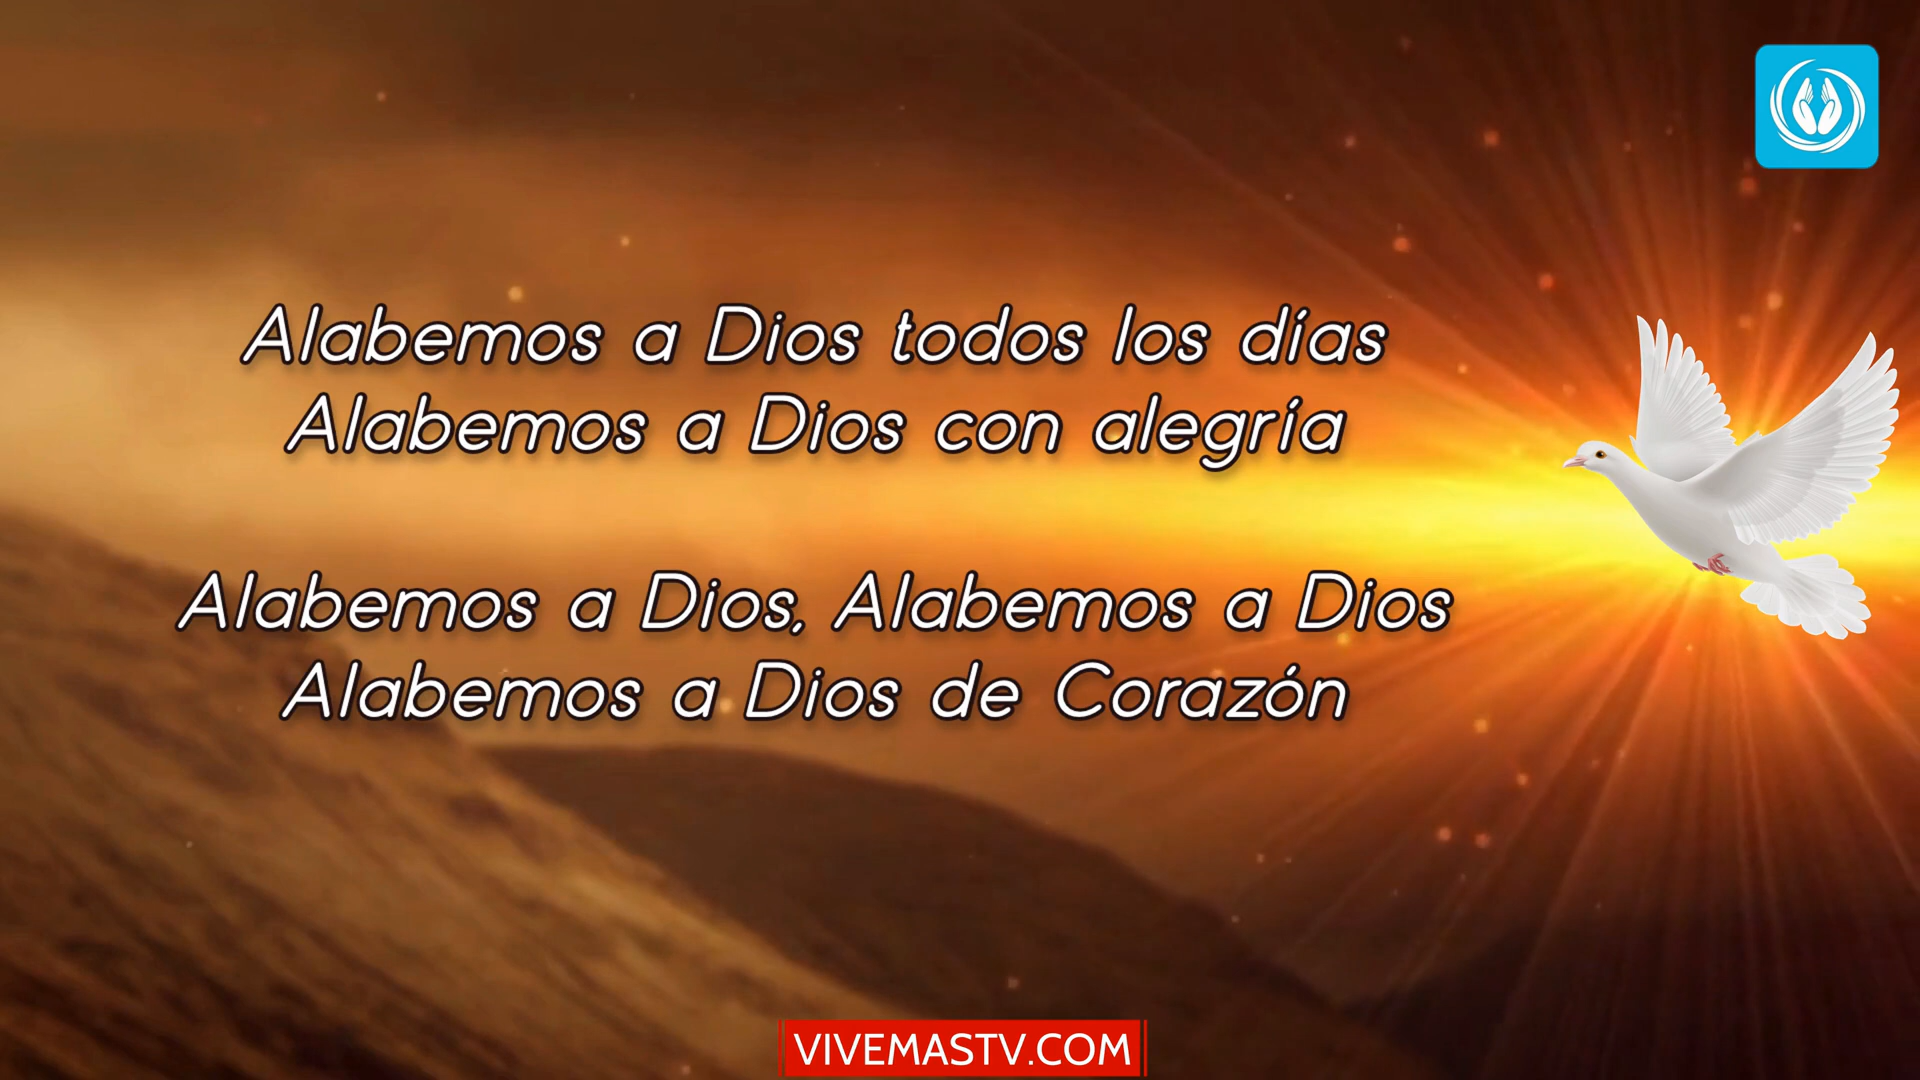 Alabemos a Dios todos los días
Alabemos a Dios con alegría
Alabemos a Dios, Alabemos a Dios
Alabemos a Dios de Corazón
VIVEMASTV.COM